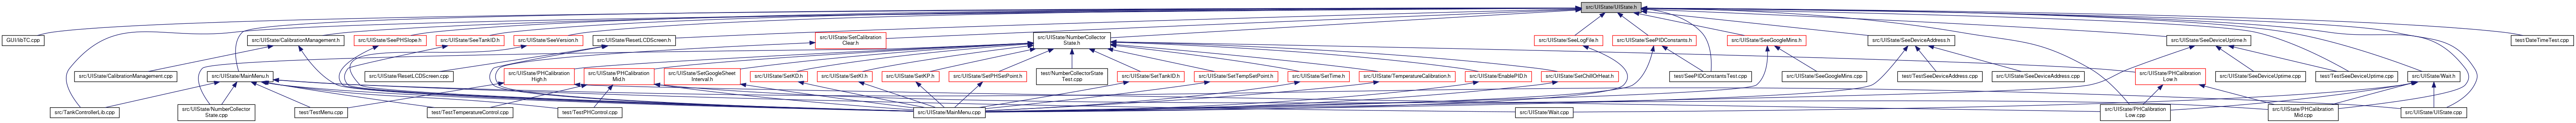 src/UIState/UIState.h
GUI/libTC.cpp
src/UIState/CalibrationManagement.h
src/UIState/SeePHSlope.h
src/UIState/SeeTankID.h
src/UIState/SeeVersion.h
src/UIState/ResetLCDScreen.h
src/UIState/SetCalibration
Clear.h
src/UIState/NumberCollector
State.h
src/UIState/SeeLogFile.h
src/UIState/SeePIDConstants.h
src/UIState/SeeGoogleMins.h
src/UIState/SeeDeviceAddress.h
src/UIState/SeeDeviceUptime.h
test/DateTimeTest.cpp
src/UIState/CalibrationManagement.cpp
src/UIState/MainMenu.h
src/UIState/ResetLCDScreen.cpp
src/UIState/PHCalibration
High.h
src/UIState/PHCalibration
Mid.h
src/UIState/SetGoogleSheet
Interval.h
src/UIState/SetKD.h
src/UIState/SetKI.h
src/UIState/SetKP.h
src/UIState/SetPHSetPoint.h
test/NumberCollectorState
Test.cpp
src/UIState/SetTankID.h
src/UIState/SetTempSetPoint.h
src/UIState/SetTime.h
src/UIState/TemperatureCalibration.h
src/UIState/EnablePID.h
src/UIState/SetChillOrHeat.h
test/SeePIDConstantsTest.cpp
src/UIState/SeeGoogleMins.cpp
test/TestSeeDeviceAddress.cpp
src/UIState/SeeDeviceAddress.cpp
src/UIState/PHCalibration
Low.h
src/UIState/SeeDeviceUptime.cpp
test/TestSeeDeviceUptime.cpp
src/UIState/Wait.h
src/TankControllerLib.cpp
src/UIState/NumberCollector
State.cpp
test/TestMenu.cpp
test/TestTemperatureControl.cpp
test/TestPHControl.cpp
src/UIState/MainMenu.cpp
src/UIState/Wait.cpp
src/UIState/PHCalibration
Low.cpp
src/UIState/PHCalibration
Mid.cpp
src/UIState/UIState.cpp